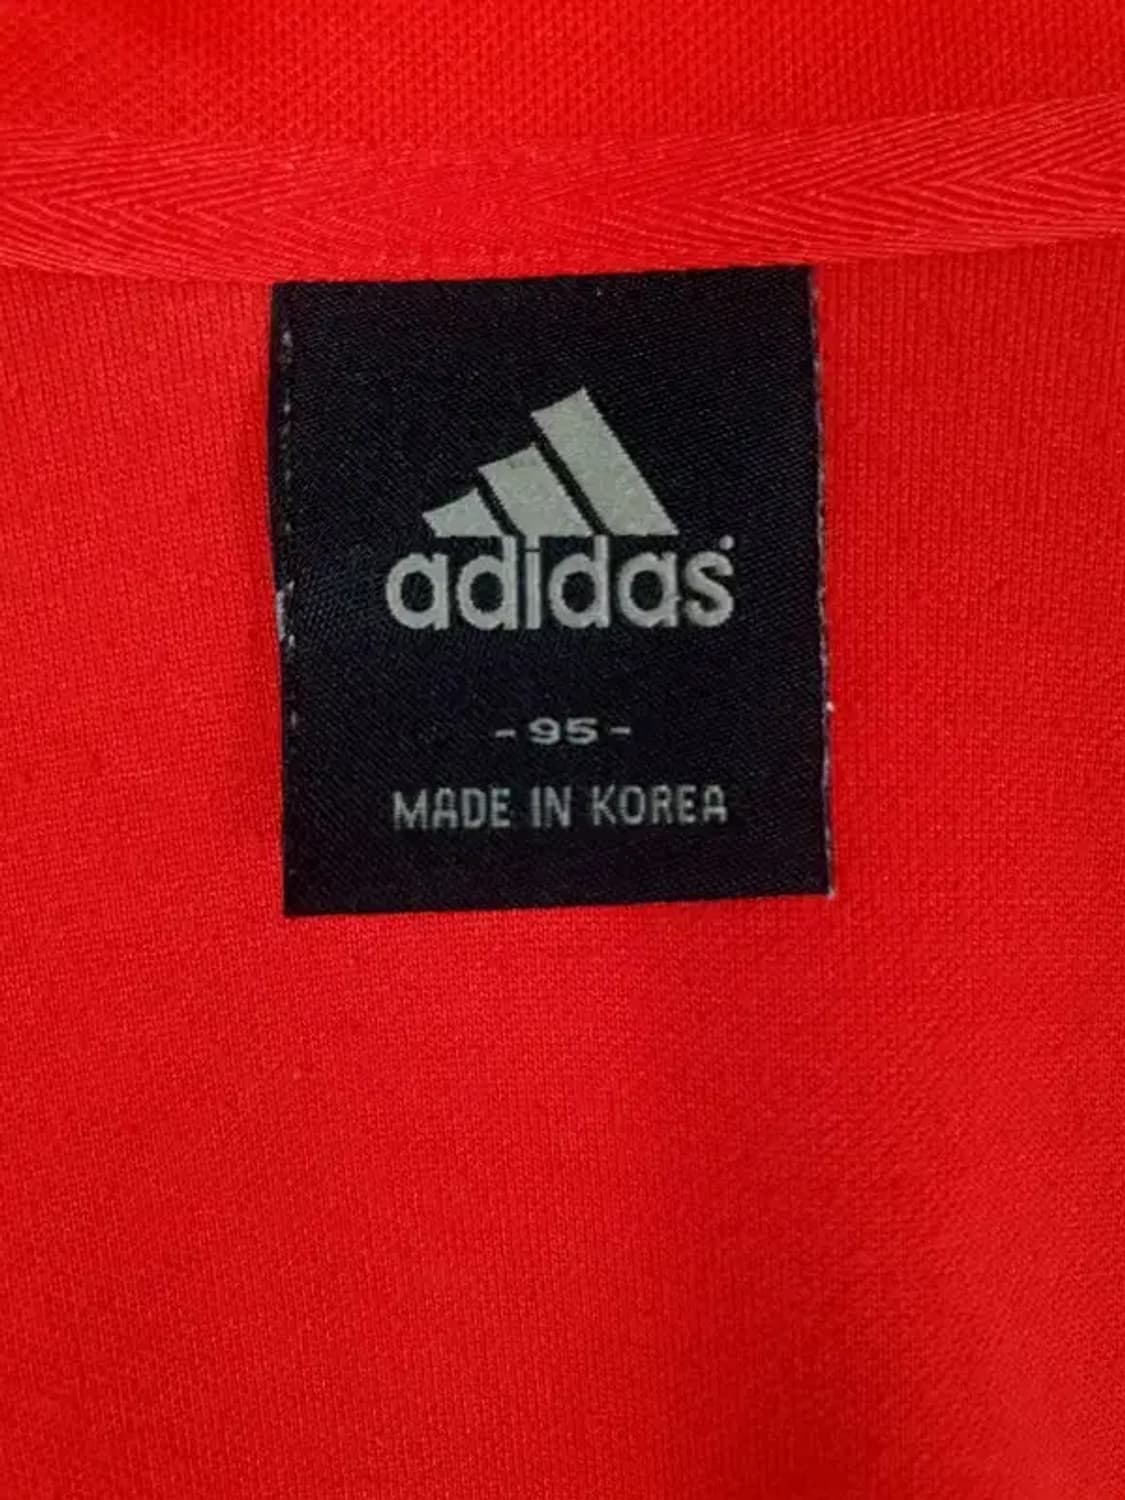 adidas
- 95 -
MADE IN KOREA